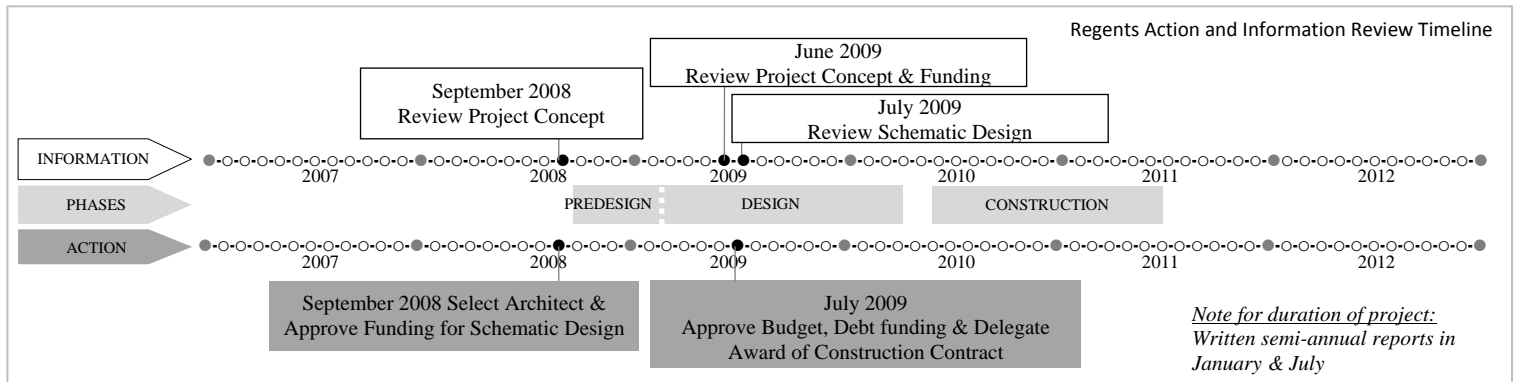 Regents Action and Information Review Timeline
June 2009
Review Project Concept & Funding
September 2008
Review Project Concept
July 2009
Review Schematic Design
INFORMATION
2007 2008 2009 2010 2011 2012
PHASES
PREDESIGN DESIGN CONSTRUCTION
ACTION
2007 2008 2009 2010 2011 2012
September 2008 Select Architect &
Approve Funding for Schematic Design
July 2009
Approve Budget, Debt funding & Delegate
Award of Construction Contract
Note for duration of project:
Written semi-annual reports in
January & July